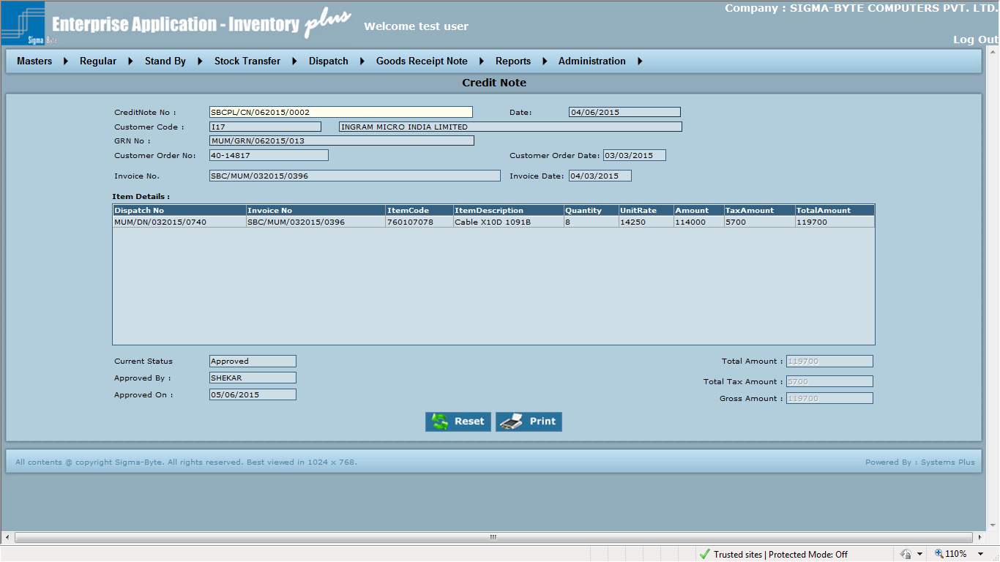 Company : SIGMA-BYTE COMPUTERS PVT. LTD.
Enterprise Application - Inventory plus Welcome test user
Sigma Byte
Log Out
Masters Regular Stand By Stock Transfer Dispatch Goods Receipt Note Reports Administration
Credit Note
CreditNote No : SBCPL/CN/062015/0002 Date: 04/06/2015
Customer Code : I17 INGRAM MICRO INDIA LIMITED
GRN No : MUM/GRN/062015/013
Customer Order No: 40-14817 Customer Order Date: 03/03/2015
Invoice No. SBC/MUM/032015/0396 Invoice Date: 04/03/2015
Item Details :
Dispatch No Invoice No ItemCode ItemDescription Quantity UnitRate Amount TaxAmount TotalAmount
MUM/DN/032015/0740 SBC/MUM/032015/0396 760107078 Cable X10D 1091B 8 14250 114000 5700 119700
Current Status Approved Total Amount : 119700
Approved By : SHEKAR Total Tax Amount : 5700
Approved On : 05/06/2015 Gross Amount : 119700
Reset Print
All contents @ copyright Sigma-Byte. All rights reserved. Best viewed in 1024 x 768. Powered By : Systems Plus
Trusted sites | Protected Mode: Off 110%